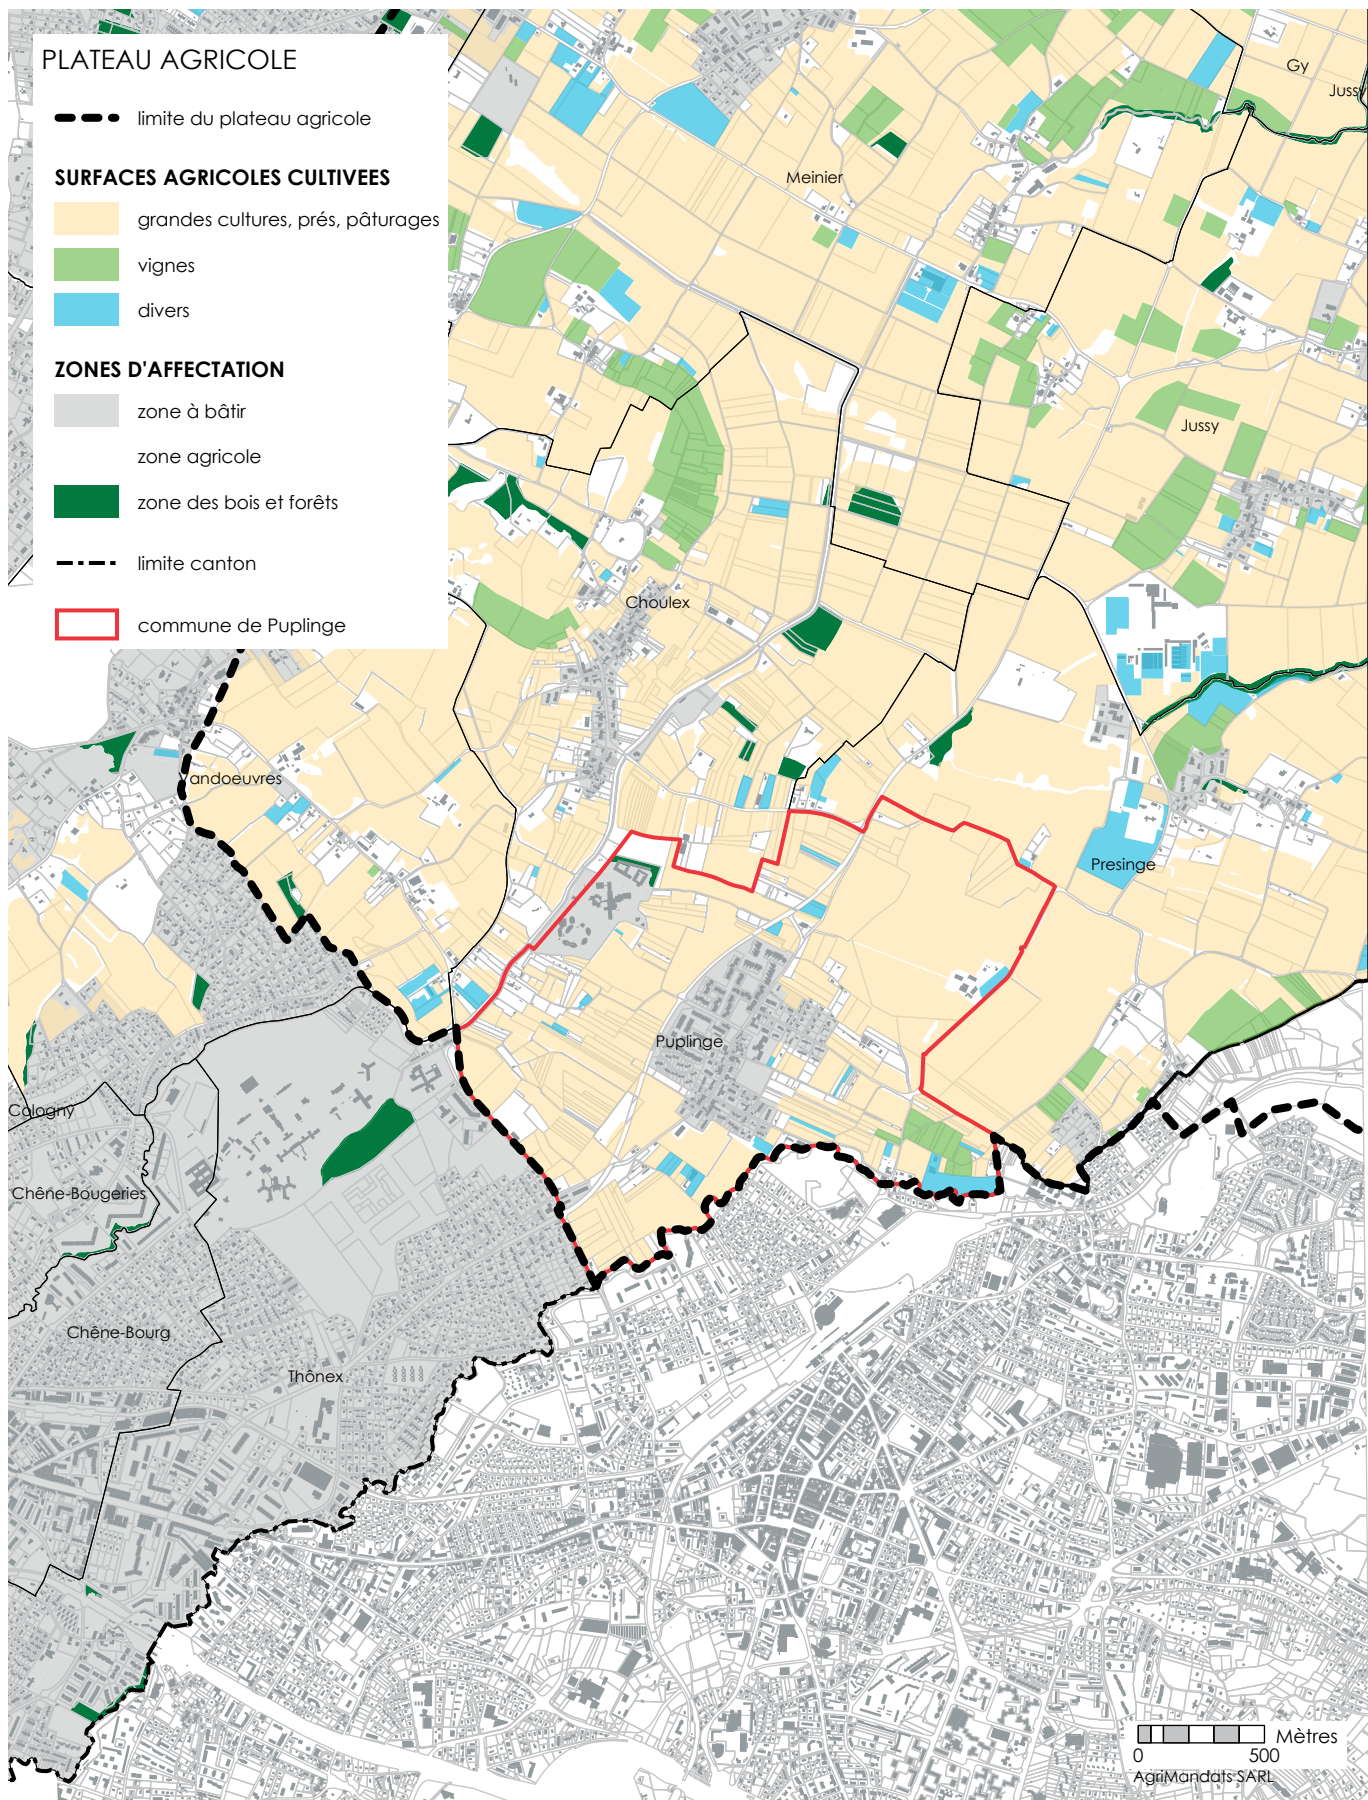 PLATEAU AGRICOLE
limite du plateau agricole
SURFACES AGRICOLES CULTIVEES
grandes cultures, prés, pâturages
vignes
divers
ZONES D'AFFECTATION
zone à bâtir
zone agricole
zone des bois et forêts
limite canton
commune de Puplinge
Gy
Jussy
Meinier
Jussy
Choulex
andoeuvres
Presinge
Puplinge
Cologny
Chêne-Bougeries
Chêne-Bourg
Thônex
Mètres
0 500
AgriMandats SARL